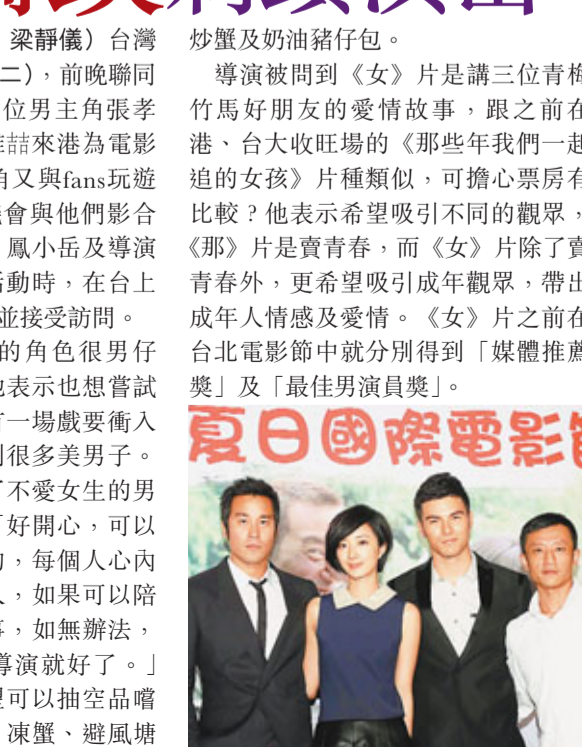 梁靜儀）台灣
二），前晚聯同
位男主角張孝
喆來港為電影
角又與fans玩遊
會與他們影合
鳳小岳及導演
活動時，在台上
並接受訪問。
的角色很男仔
他表示也想嘗試
有一場戲要衝入
到很多美男子。
了不愛女生的男
「好開心，可以
，每個人心內
，如果可以陪
事，如無辦法，
導演就好了。」
望可以抽空品嚐
凍蟹、避風塘
炒蟹及奶油豬仔包。
導演被問到《女》片是講三位青梅
竹馬好朋友的愛情故事，跟之前在
港、台大收旺場的《那些年我們一起
追的女孩》片種類似，可擔心票房有
比較？他表示希望吸引不同的觀眾，
《那》片是賣青春，而《女》片除了賣
青春外，更希望吸引成年觀眾，帶出
成年人情感及愛情。《女》片之前在
台北電影節中就分別得到「媒體推薦
獎」及「最佳男演員獎」。
夏日國際電影節